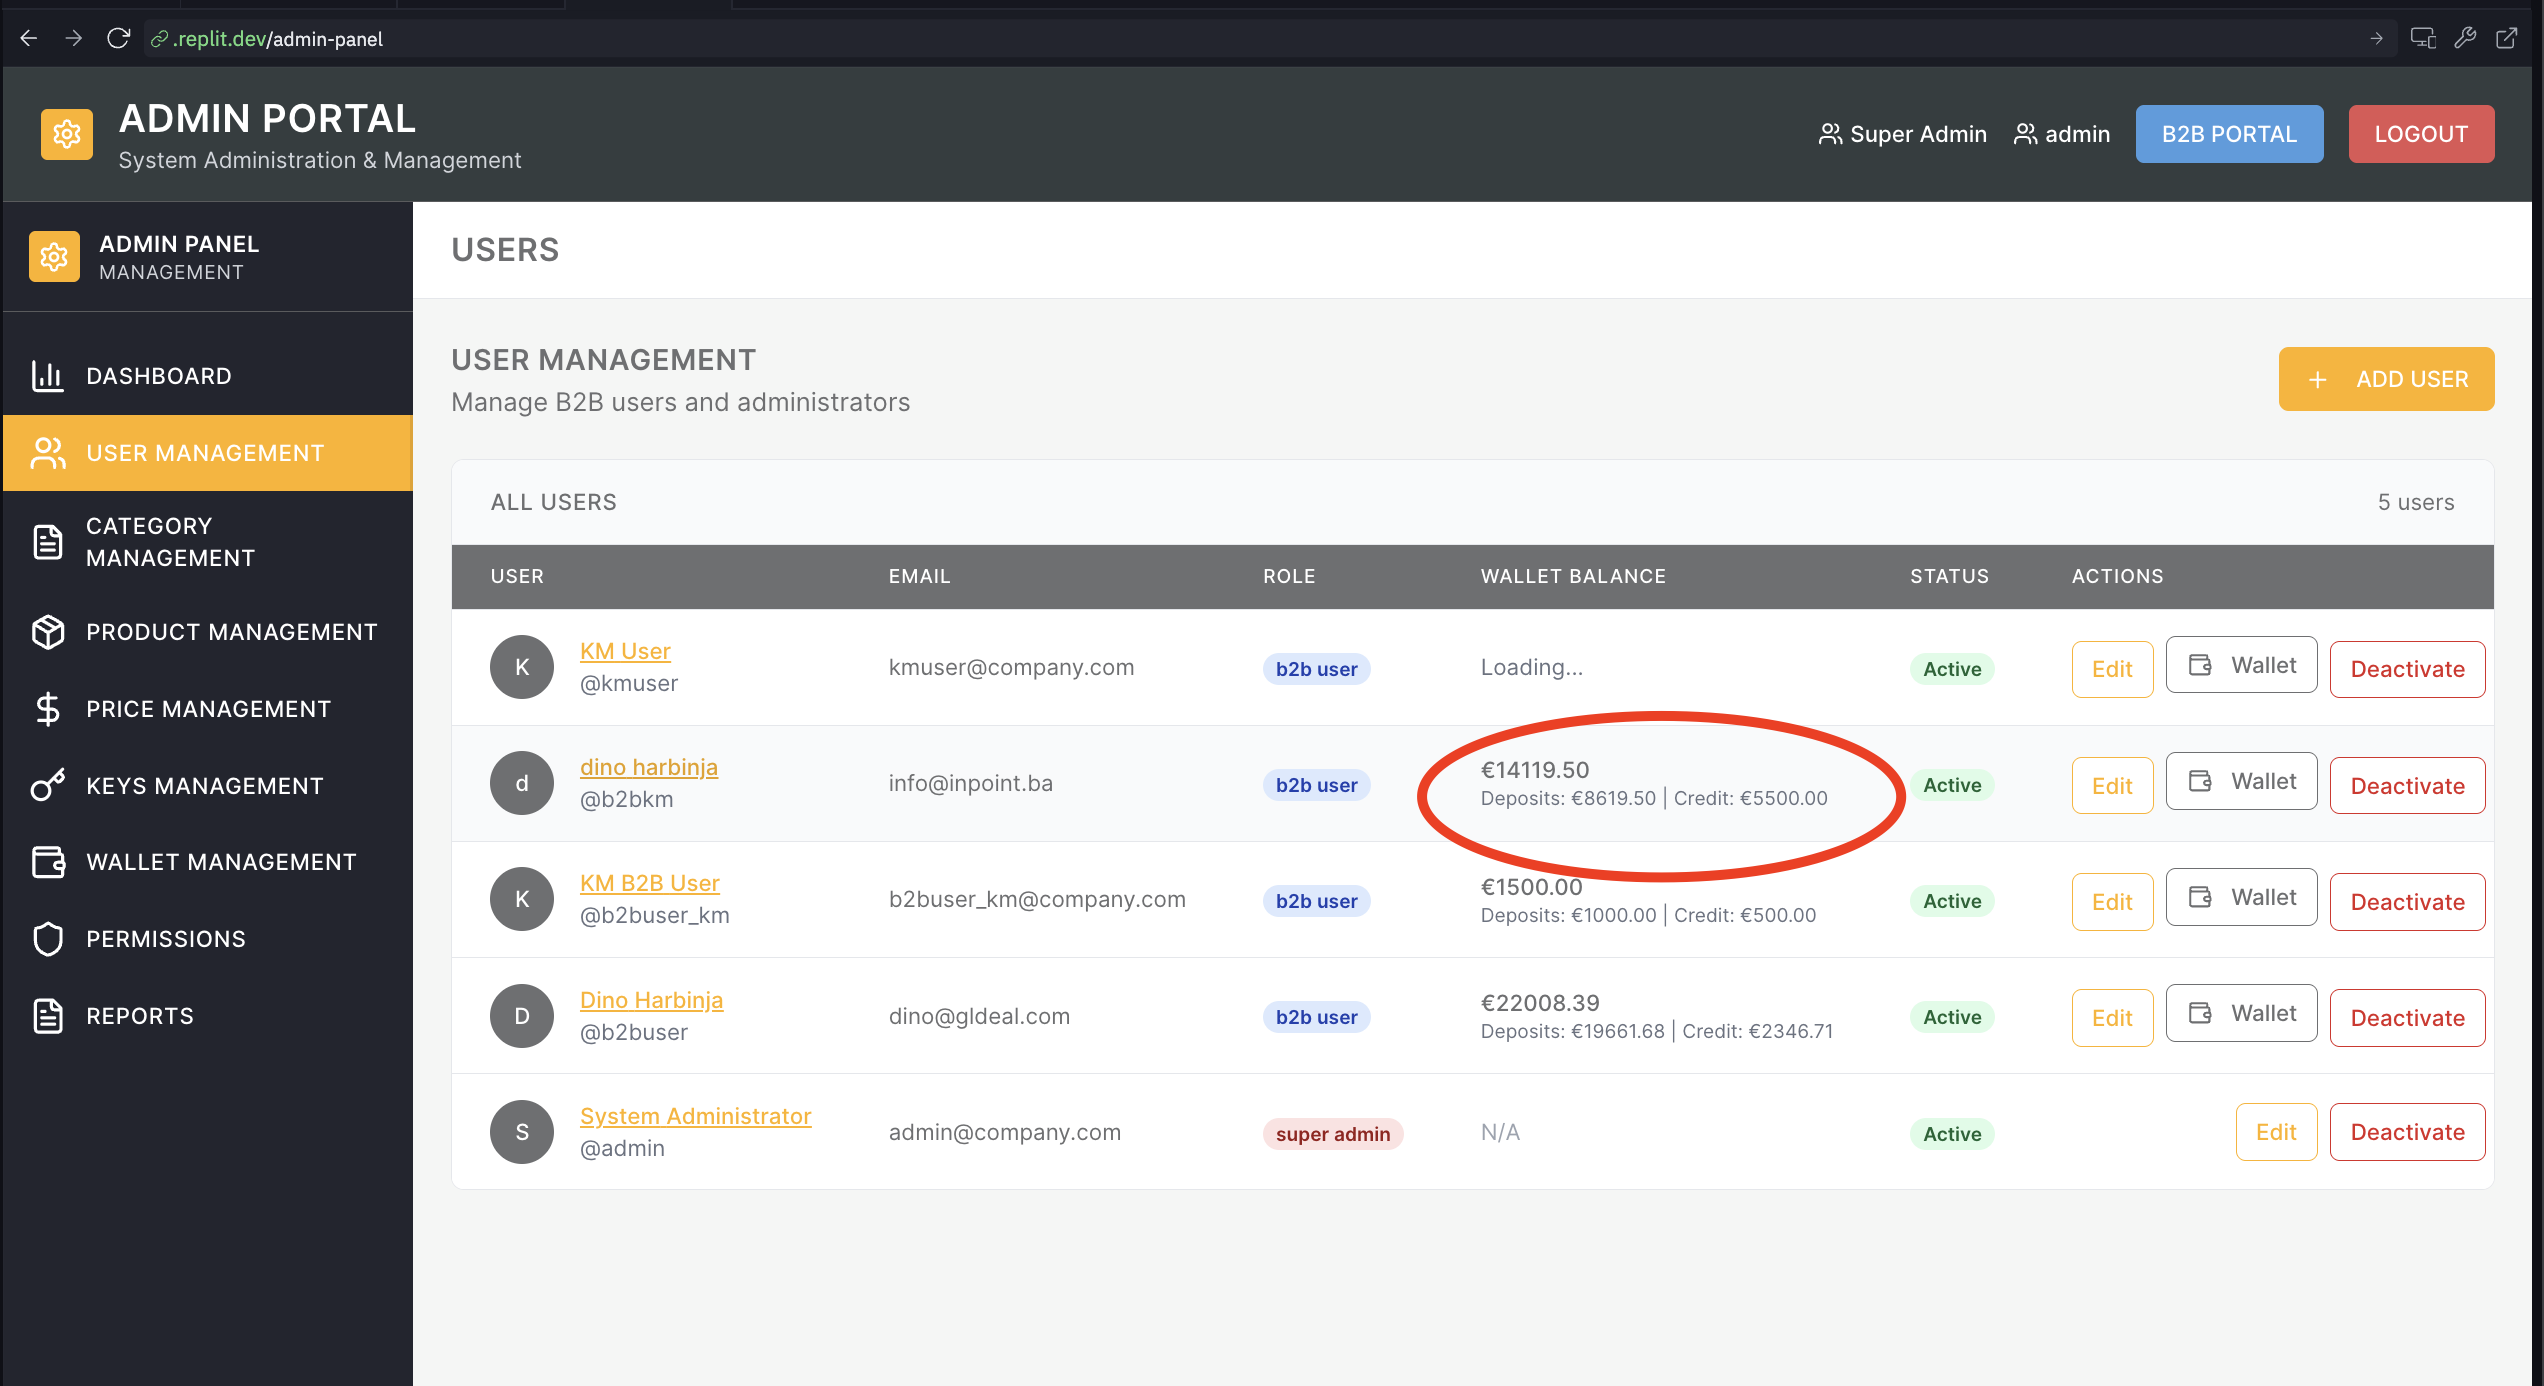 .replit.dev/admin-panel
ADMIN PORTAL
System Administration & Management
Super Admin
admin
B2B PORTAL
LOGOUT
ADMIN PANEL
MANAGEMENT
DASHBOARD
USER MANAGEMENT
CATEGORY
MANAGEMENT
PRODUCT MANAGEMENT
PRICE MANAGEMENT
KEYS MANAGEMENT
WALLET MANAGEMENT
PERMISSIONS
REPORTS
USERS
USER MANAGEMENT
Manage B2B users and administrators
+ ADD USER
ALL USERS
5 users
USER EMAIL ROLE WALLET BALANCE STATUS ACTIONS
K
KM User
@kmuser
kmuser@company.com
b2b user
Loading...
Active
Edit
Wallet
Deactivate
d
dino harbinja
@b2bkm
info@inpoint.ba
b2b user
€14119.50
Deposits: €8619.50 | Credit: €5500.00
Active
Edit
Wallet
Deactivate
K
KM B2B User
@b2buser_km
b2buser_km@company.com
b2b user
€1500.00
Deposits: €1000.00 | Credit: €500.00
Active
Edit
Wallet
Deactivate
D
Dino Harbinja
@b2buser
dino@gldeal.com
b2b user
€22008.39
Deposits: €19661.68 | Credit: €2346.71
Active
Edit
Wallet
Deactivate
S
System Administrator
@admin
admin@company.com
super admin
N/A
Active
Edit
Deactivate